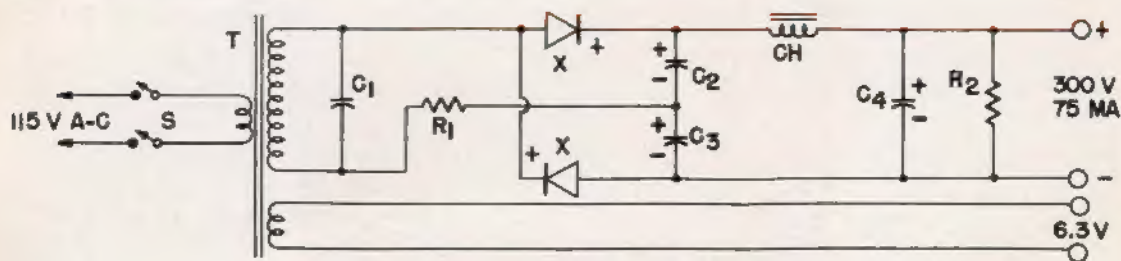 T
115 V A-C
S
C1
R1
X
+
X
+
+
-
C2
+
-
C3
CH
C4
+
-
R2
+
300 V
75 MA
-
6.3 V